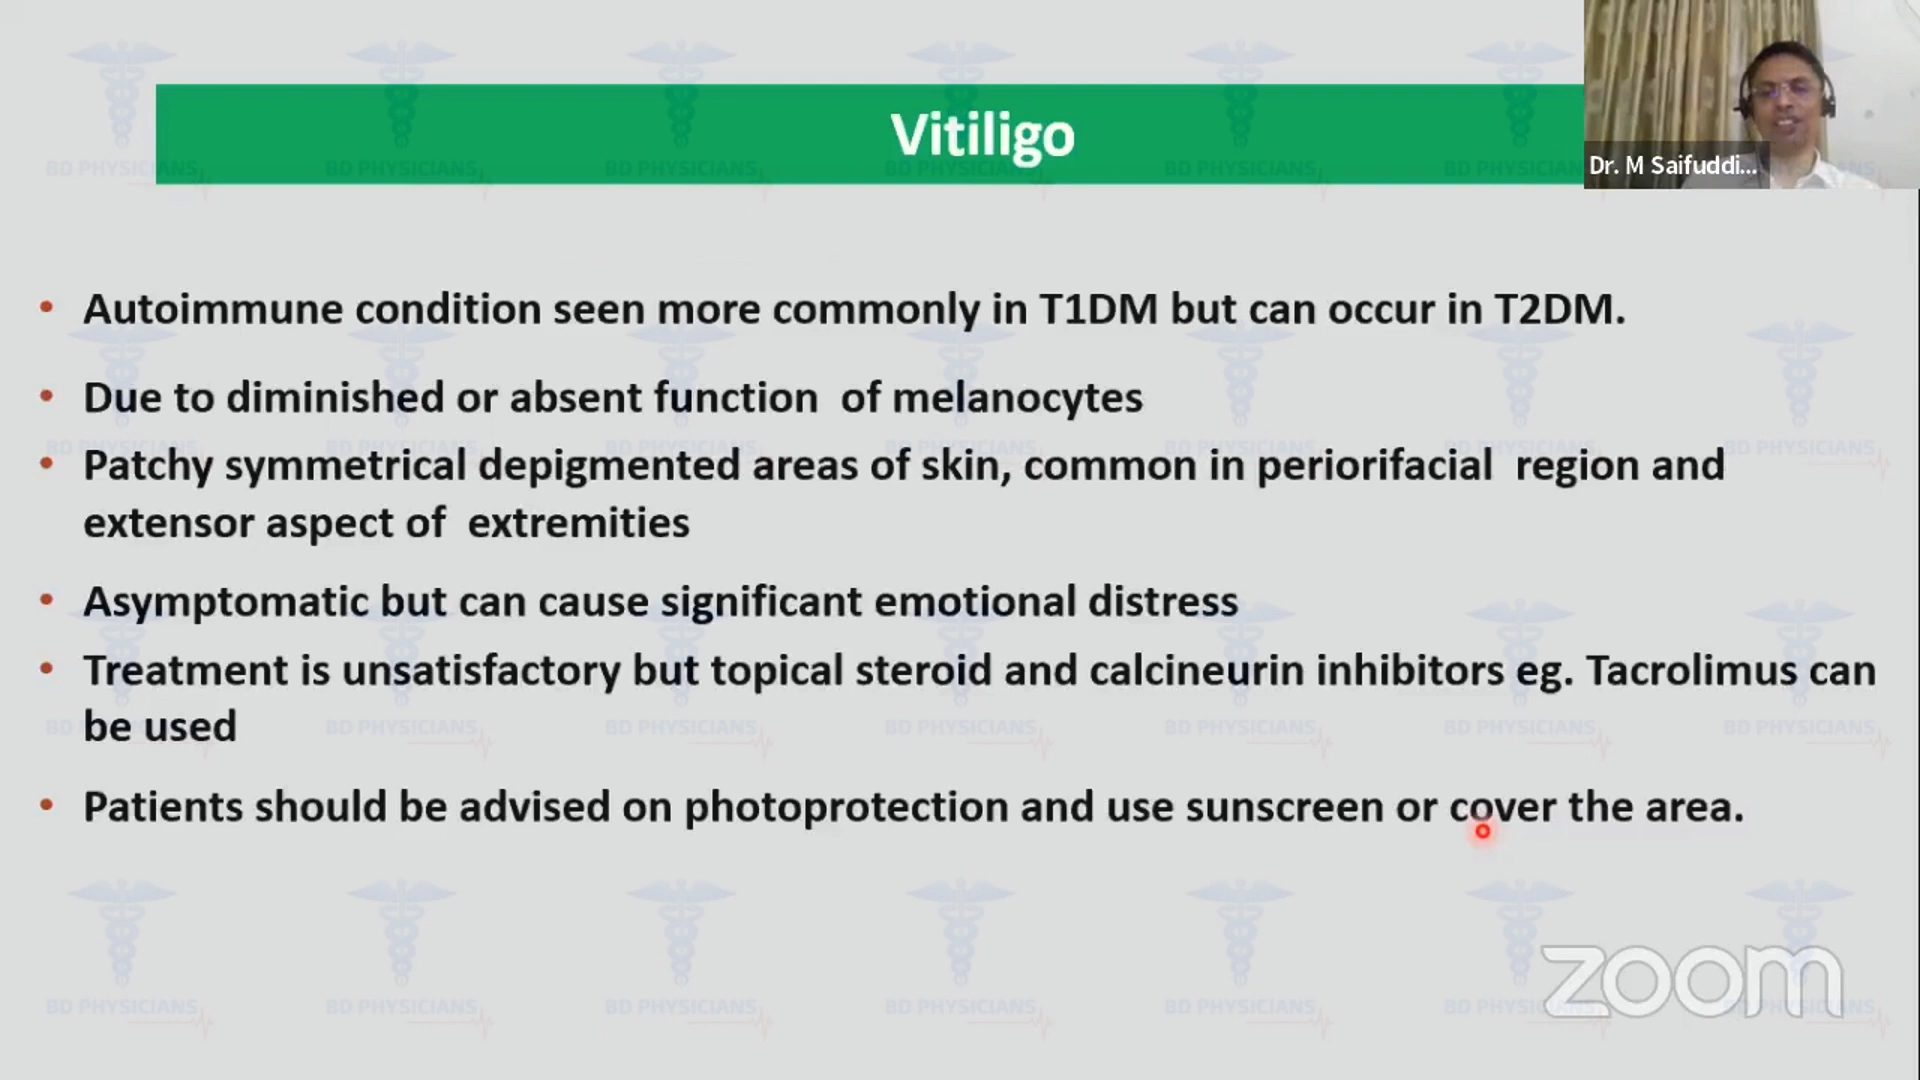 Vitiligo
Dr. M Saifuddi...
• Autoimmune condition seen more commonly in T1DM but can occur in T2DM.
• Due to diminished or absent function of melanocytes
• Patchy symmetrical depigmented areas of skin, common in periorifacial region and
extensor aspect of extremities
• Asymptomatic but can cause significant emotional distress
• Treatment is unsatisfactory but topical steroid and calcineurin inhibitors eg. Tacrolimus can
be used
• Patients should be advised on photoprotection and use sunscreen or cover the area.
BD PHYSICIANS
zoom